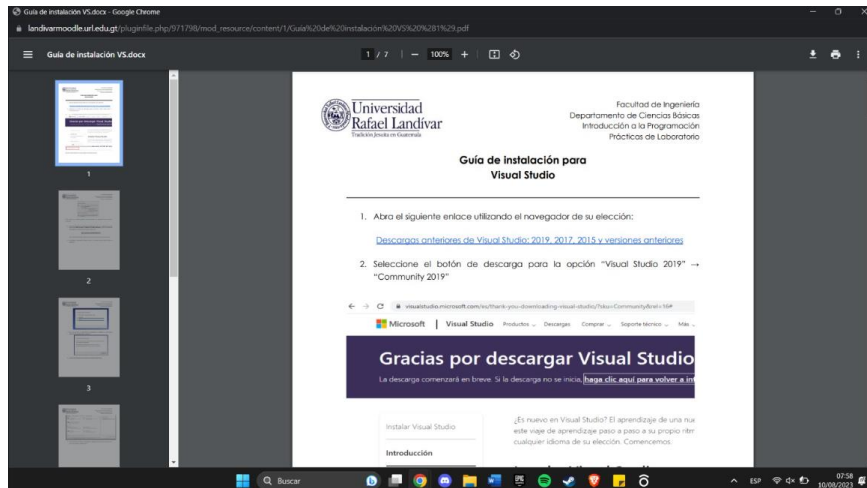 Guía de instalación VS.docx - Google Chrome
landivarmoodle.url.edu.gt/pluginfile.php/971798/mod_resource/content/1/Guía%20de%20instalación%20VS%20%281%29.pdf
Guía de instalación VS.docx
1 / 7
100%
1
2
3
Universidad
Rafael Landívar
Tradición Jesuita en Guatemala
Facultad de Ingeniería
Departamento de Ciencias Básicas
Introducción a la Programación
Prácticas de Laboratorio
Guía de instalación para
Visual Studio
1. Abra el siguiente enlace utilizando el navegador de su elección:
Descargas anteriores de Visual Studio: 2019, 2017, 2015 y versiones anteriores
2. Seleccione el botón de descarga para la opción “Visual Studio 2019” →
“Community 2019”
visualstudio.microsoft.com/es/thank-you-downloading-visual-studio/?sku=Community&rel=16#
Microsoft | Visual Studio Productos Descargas Comprar Soporte técnico Más
Gracias por descargar Visual Studio
La descarga comenzará en breve. Si la descarga no se inicia, haga clic aquí para volver a int
Instalar Visual Studio
Introducción
¿Es nuevo en Visual Studio? El aprendizaje de una nue
este viaje de aprendizaje paso a paso a su propio ritm
cualquier idioma de su elección. Comencemos:
Buscar
ESP
07:58
10/08/2023